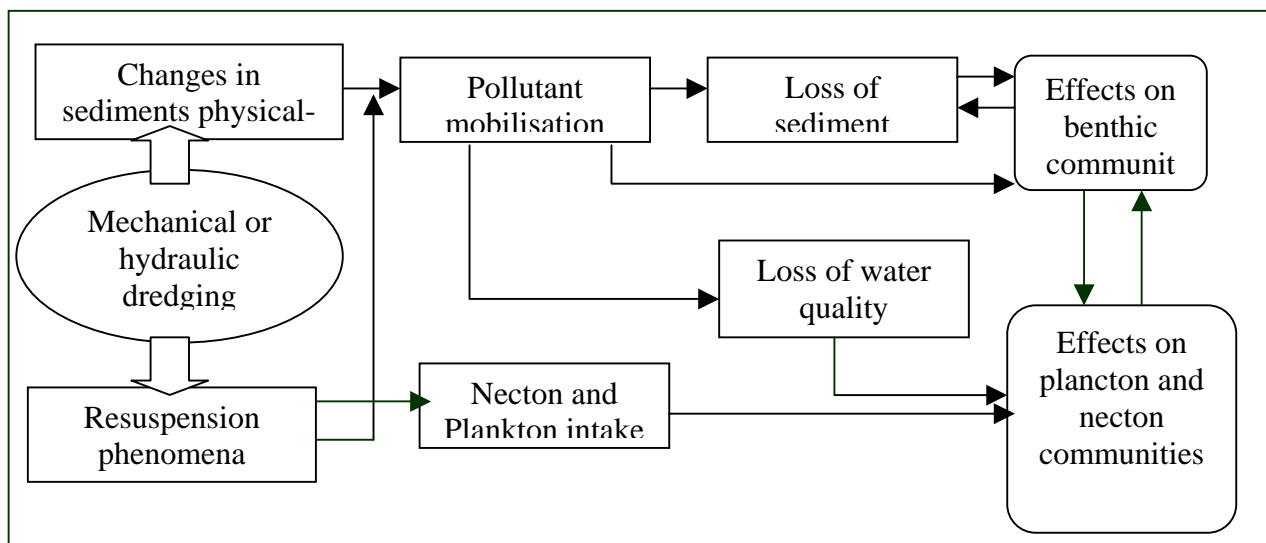 Changes in
sediments physical-
Pollutant
mobilisation
Loss of
sediment
Effects on
benthic
communit
Mechanical or
hydraulic
dredging
Loss of water
quality
Resuspension
phenomena
Necton and
Plankton intake
Effects on
plancton and
necton
communities